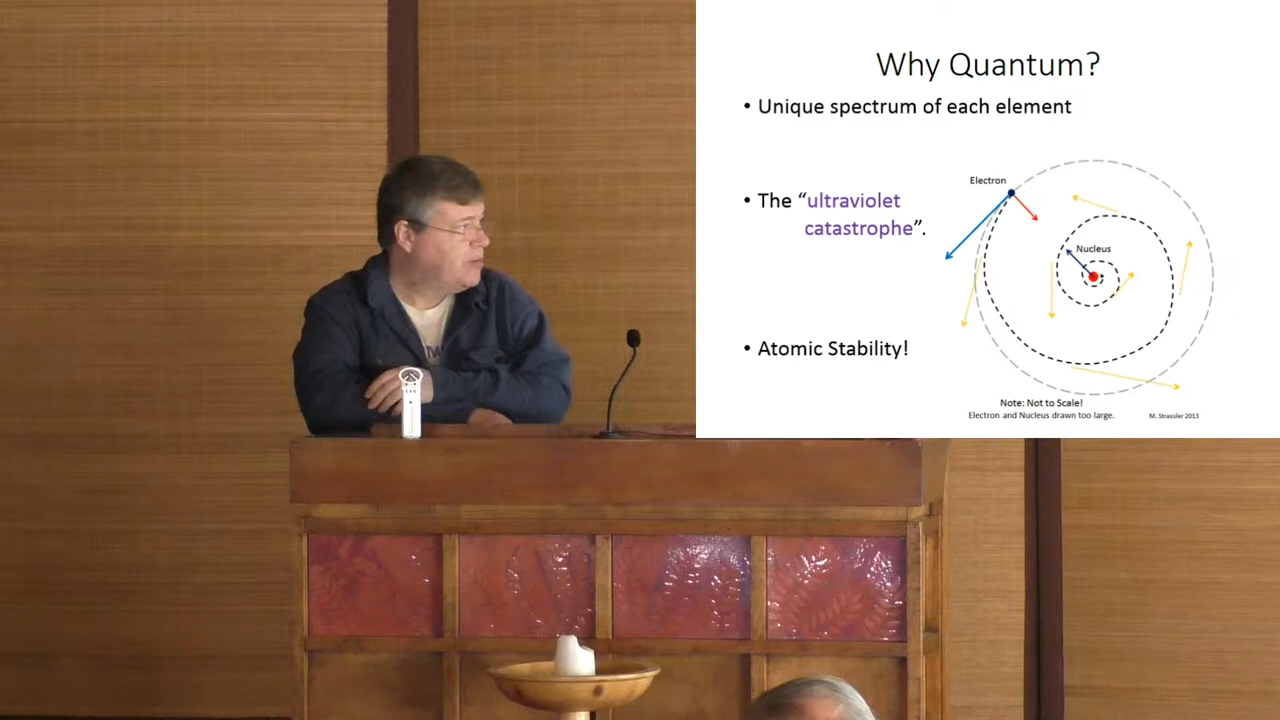 Why Quantum?
• Unique spectrum of each element
• The “ultraviolet
catastrophe”.
• Atomic Stability!
Electron
Nucleus
Note: Not to Scale!
Electron and Nucleus drawn too large.
M. Strassler 2013